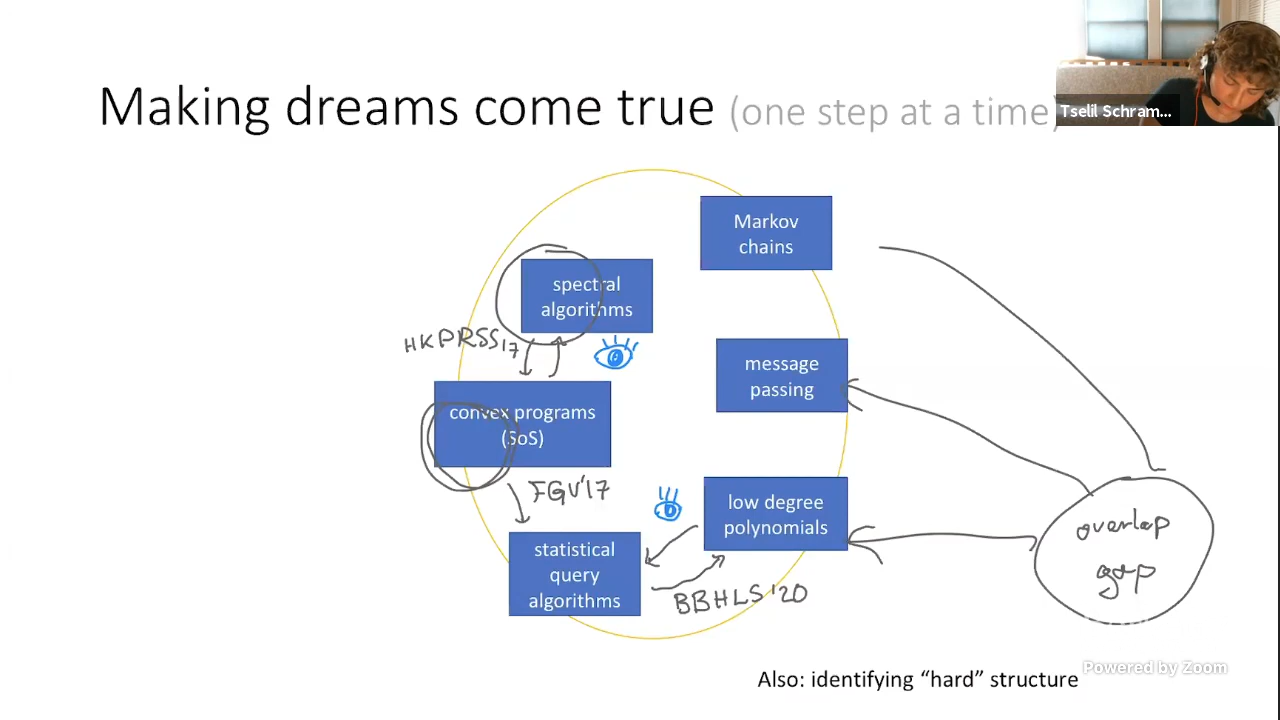 Making dreams come true (one step at a time)
Tselil Schram...
Markov
chains
spectral
algorithms
HKPRSS17
message
passing
convex programs
(SoS)
FGV'17
low degree
polynomials
overlap
gap
statistical
query
algorithms
BBHLS'20
Powered by Zoom
Also: identifying “hard” structure